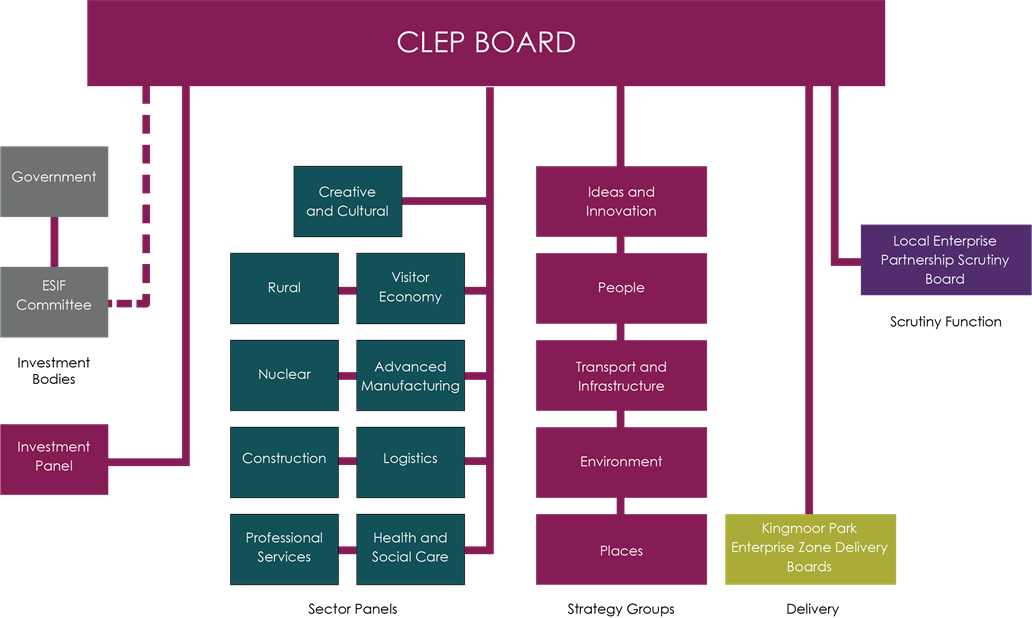 CLEP BOARD
Government
ESIF
Committee
Investment
Bodies
Investment
Panel
Creative
and Cultural
Rural
Visitor
Economy
Nuclear
Advanced
Manufacturing
Construction
Logistics
Professional
Services
Health and
Social Care
Sector Panels
Ideas and
Innovation
People
Transport and
Infrastructure
Environment
Places
Strategy Groups
Kingmoor Park
Enterprise Zone Delivery
Boards
Delivery
Local Enterprise
Partnership Scrutiny
Board
Scrutiny Function